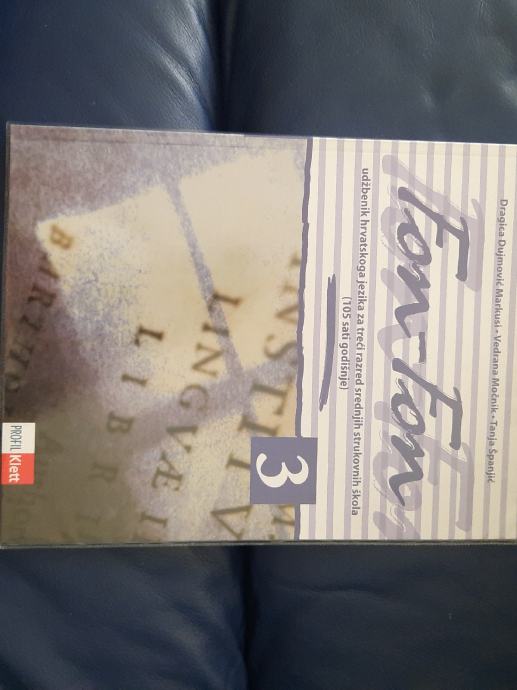 Dragica Dujmović Markusi • Vedrana Močnik • Tanja Španjić
Fon-Fon
udžbenik hrvatskoga jezika za treći razred srednjih strukovnih škola
(105 sati godišnje)
3
LINGVÆ I
PROFIL Klett